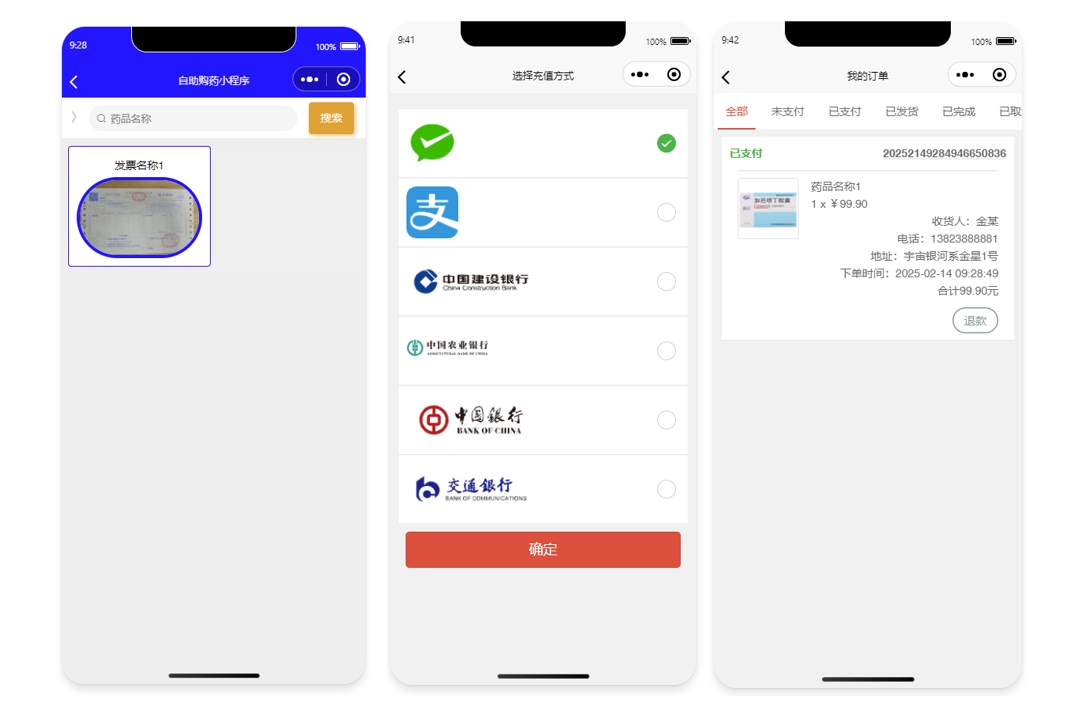 9:28
100%
自助购药小程序
药品名称
搜索
发票名称1
9:41
100%
选择充值方式
支
中国建设银行
China Construction Bank
中国农业银行
AGRICULTURAL BANK OF CHINA
中國銀行
BANK OF CHINA
交通銀行
BANK OF COMMUNICATIONS
确定
9:42
100%
我的订单
全部 未支付 已支付 已发货 已完成 已取
已支付 20252149284946650836
药品名称1
1 x ￥99.90
收货人：金某
电话：13823888881
地址：宇宙银河系金星1号
下单时间：2025-02-14 09:28:49
合计99.90元
退款